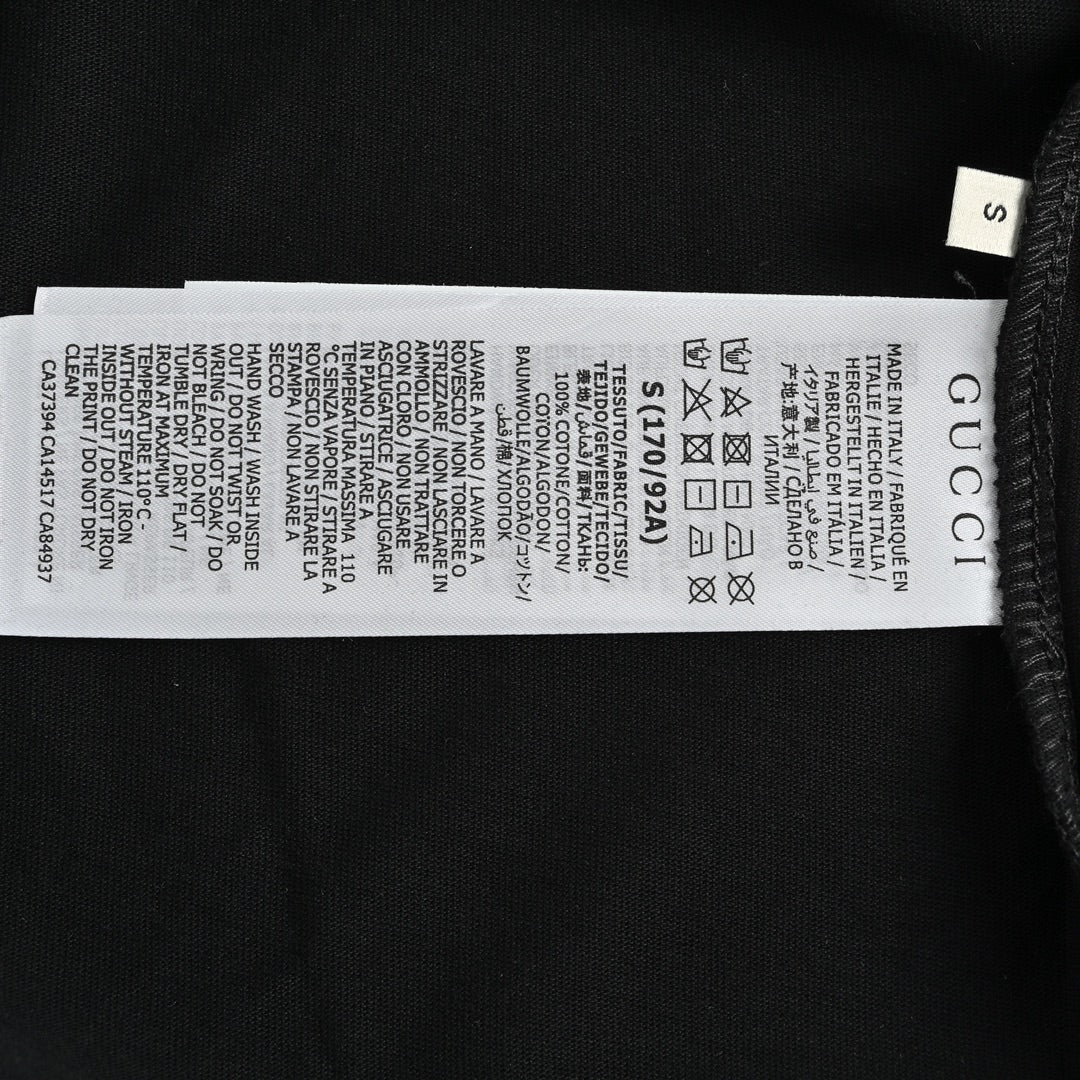 S
GUCCI
MADE IN ITALY / FABRIQUÉ EN
ITALIE / HECHO EN ITALIA /
HERGESTELLT IN ITALIEN /
FABRICADO EM ITÁLIA /
イタリア製 / صنع في ايطاليا /
产地:意大利 / СДЕЛАНО В
ИТАЛИИ
S (170/92A)
TESSUTO/FABRIC/TISSU/
TEJIDO/GEWEBE/TECIDO/
表地/قماش/面料/ТКАНЬ:
100% COTONE/COTTON/
COTON/ALGODON/
BAUMWOLLE/ALGODÃO/コットン/
قطن/棉/ХЛОПОК
LAVARE A MANO / LAVARE A
ROVESCIO / NON TORCERE O
STRIZZARE / NON LASCIARE IN
AMMOLLO / NON TRATTARE
CON CLORO / NON USARE
ASCIUGATRICE / ASCIUGARE
IN PIANO / STIRARE A
TEMPERATURA MASSIMA 110
°C SENZA VAPORE / STIRARE A
ROVESCIO / NON STIRARE LA
STAMPA / NON LAVARE A
SECCO
HAND WASH / WASH INSIDE
OUT / DO NOT TWIST OR
WRING / DO NOT SOAK / DO
NOT BLEACH / DO NOT
TUMBLE DRY / DRY FLAT /
IRON AT MAXIMUM
TEMPERATURE 110°C -
WITHOUT STEAM / IRON
INSIDE OUT / DO NOT IRON
THE PRINT / DO NOT DRY
CLEAN
CA37394 CA14517 CA84937